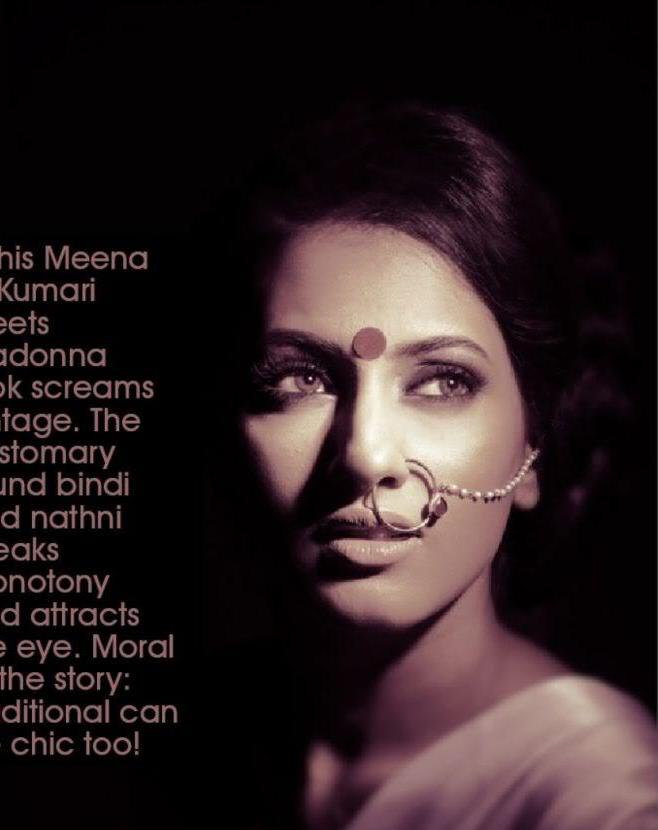 his Meena
Kumari
eets
adonna
ok screams
ntage. The
stomary
und bindi
d nathni
eaks
onotony
d attracts
e eye. Moral
the story:
ditional can
e chic too!